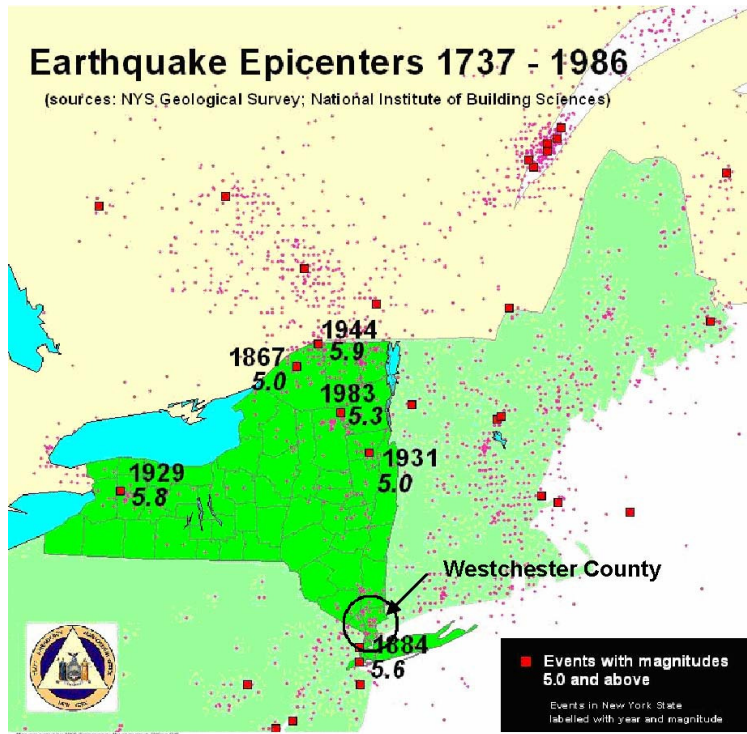 Earthquake Epicenters 1737 - 1986
(sources: NYS Geological Survey; National Institute of Building Sciences)
1944
5.9
1867
5.0
1983
5.3
1931
5.0
1929
5.8
Westchester County
1884
5.6
Events with magnitudes
5.0 and above
Events in New York State
labelled with year and magnitude
NEW YORK